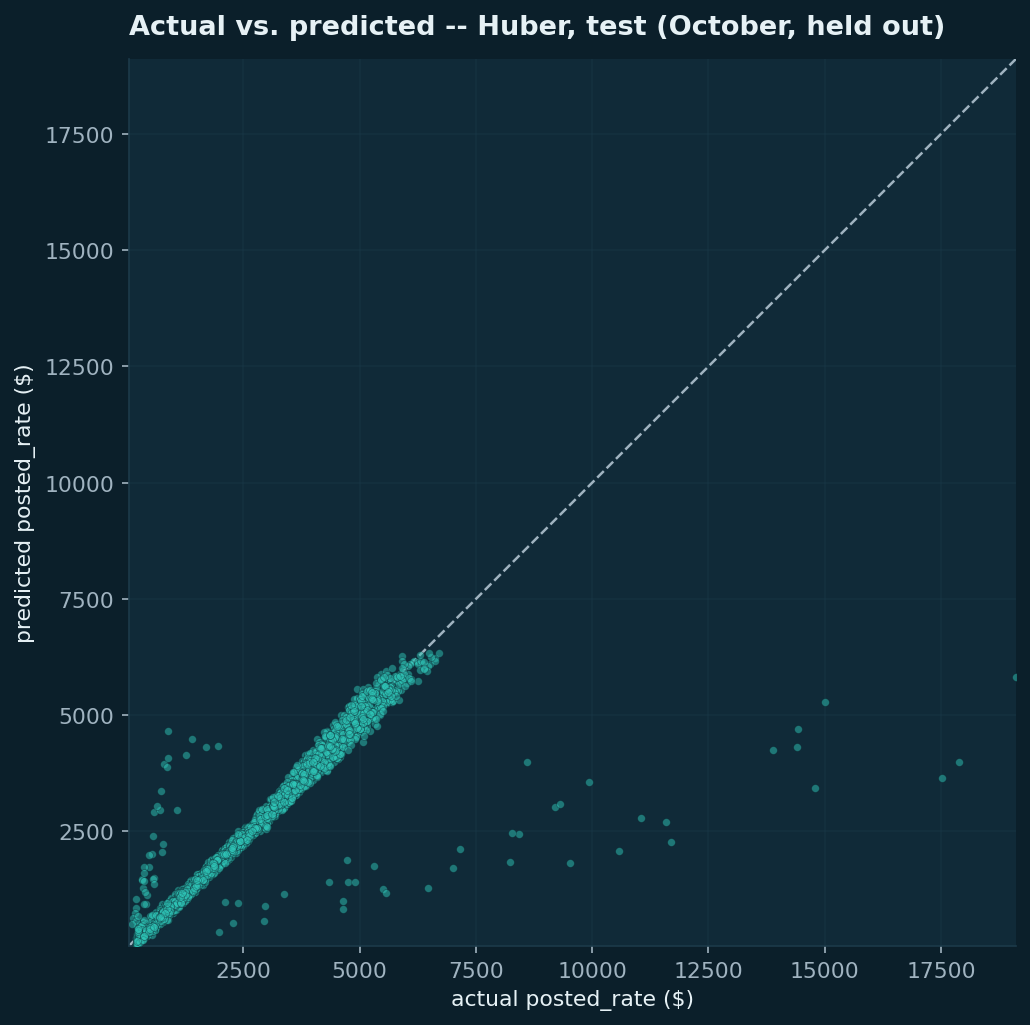 Actual vs. predicted -- Huber, test (October, held out)
predicted posted_rate ($)
17500
15000
12500
10000
7500
5000
2500
2500 5000 7500 10000 12500 15000 17500
actual posted_rate ($)